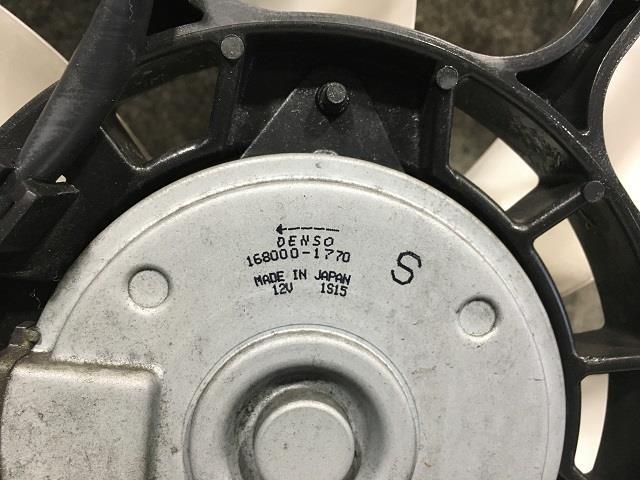 DENSO
168000-1770
S
MADE IN JAPAN
12V 1S15